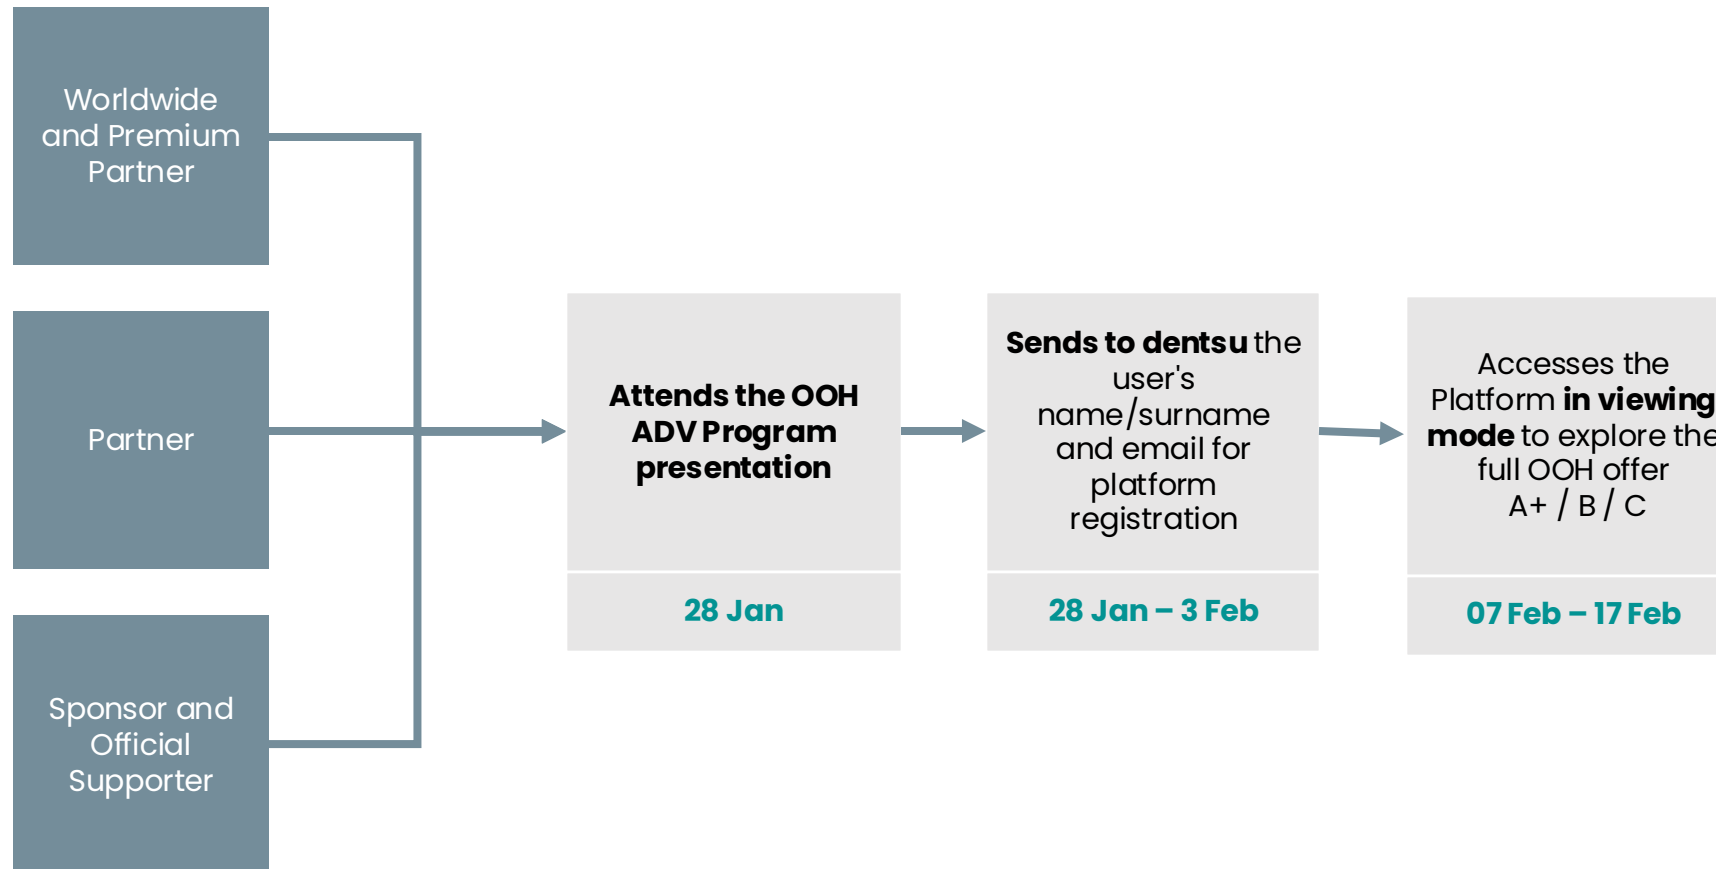 Worldwide
and Premium
Partner
Partner
Sponsor and
Official
Supporter
Attends the OOH
ADV Program
presentation
28 Jan
Sends to dentsu the
user's
name/surname
and email for
platform
registration
28 Jan – 3 Feb
Accesses the
Platform in viewing
mode to explore the
full OOH offer
A+ / B / C
07 Feb – 17 Feb